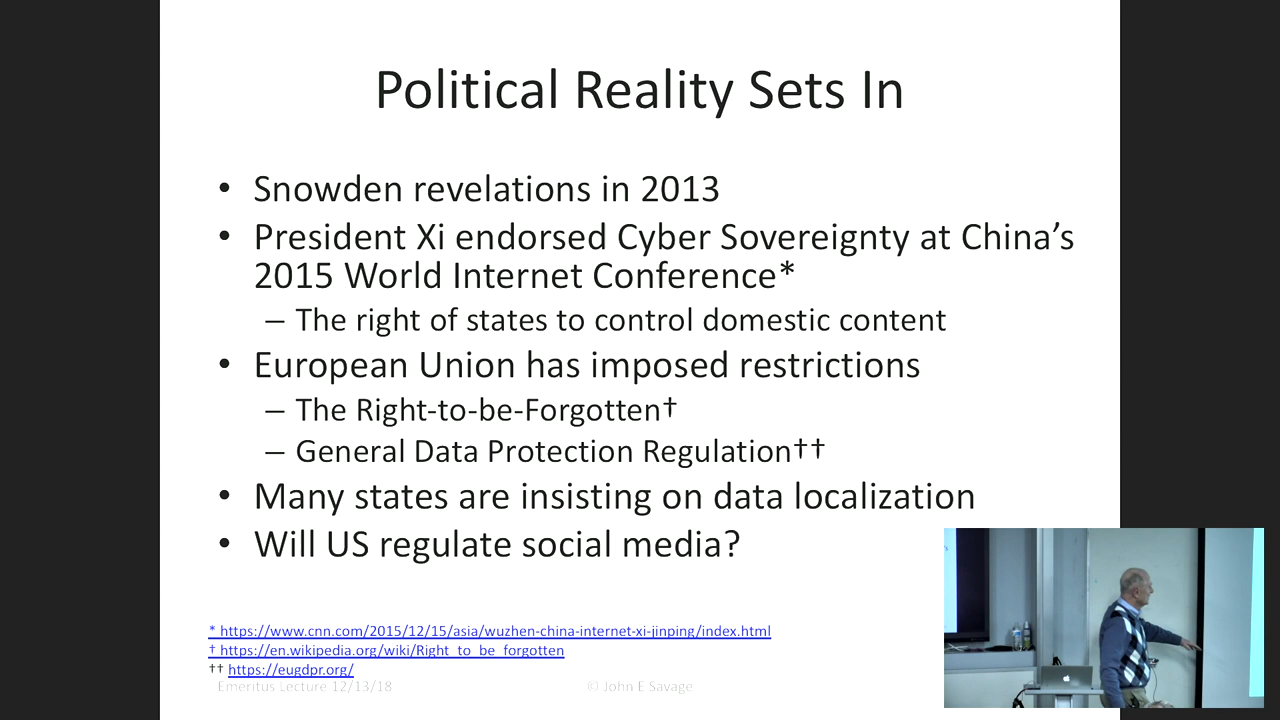 Political Reality Sets In
• Snowden revelations in 2013
• President Xi endorsed Cyber Sovereignty at China’s
2015 World Internet Conference*
– The right of states to control domestic content
• European Union has imposed restrictions
– The Right-to-be-Forgotten†
– General Data Protection Regulation††
• Many states are insisting on data localization
• Will US regulate social media?
* https://www.cnn.com/2015/12/15/asia/wuzhen-china-internet-xi-jinping/index.html
† https://en.wikipedia.org/wiki/Right_to_be_forgotten
†† https://eugdpr.org/
Emeritus Lecture 12/13/18
© John E Savage